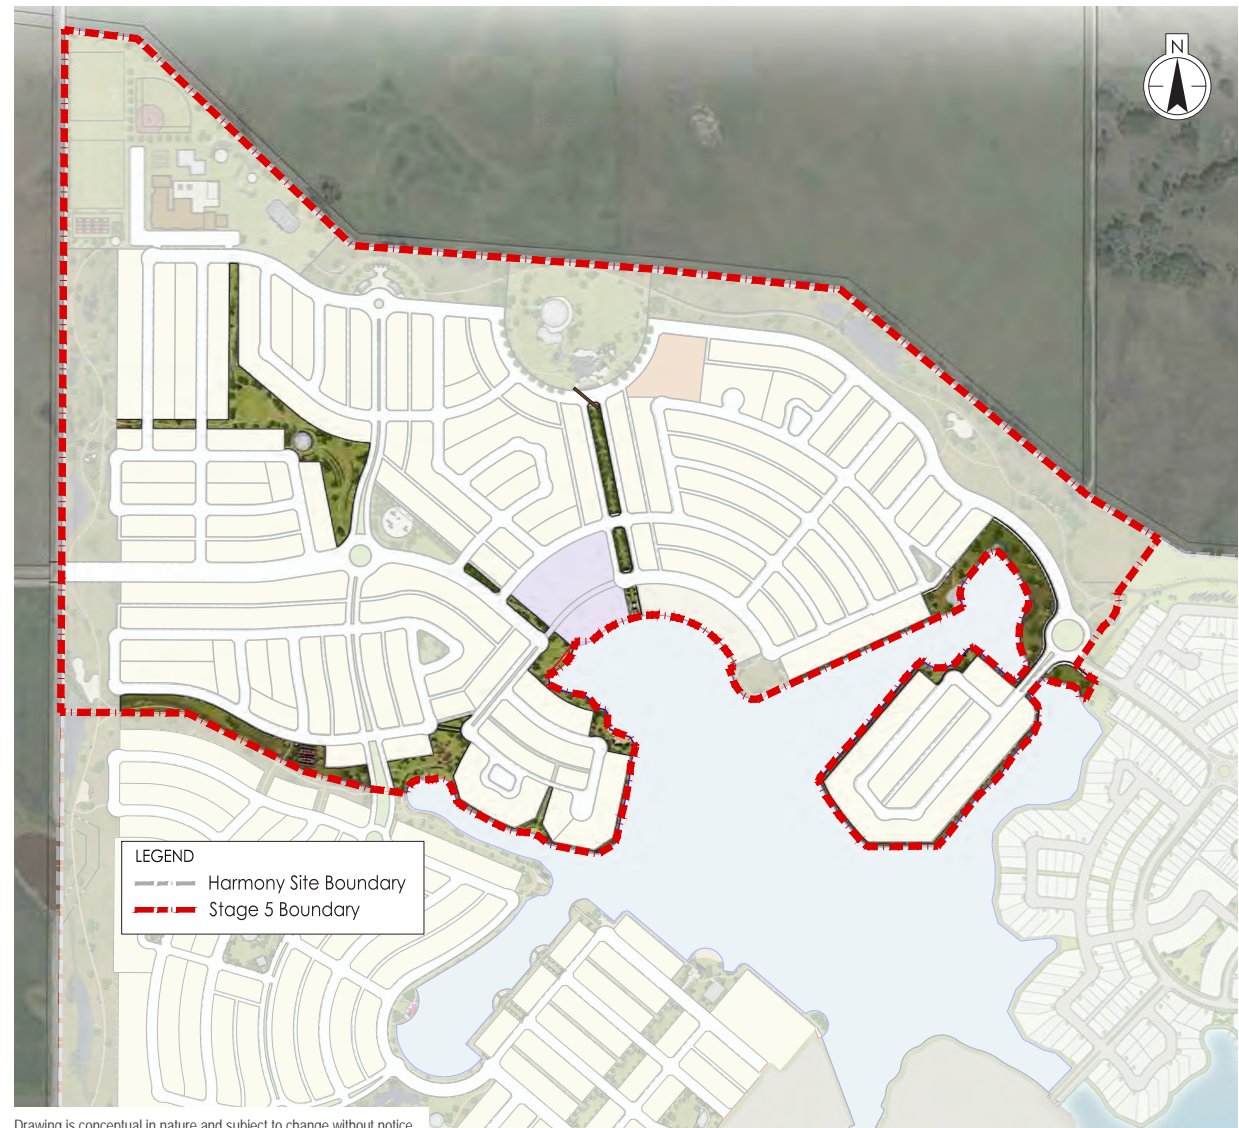 N
LEGEND
Harmony Site Boundary
Stage 5 Boundary
Drawing is conceptual in nature and subject to change without notice